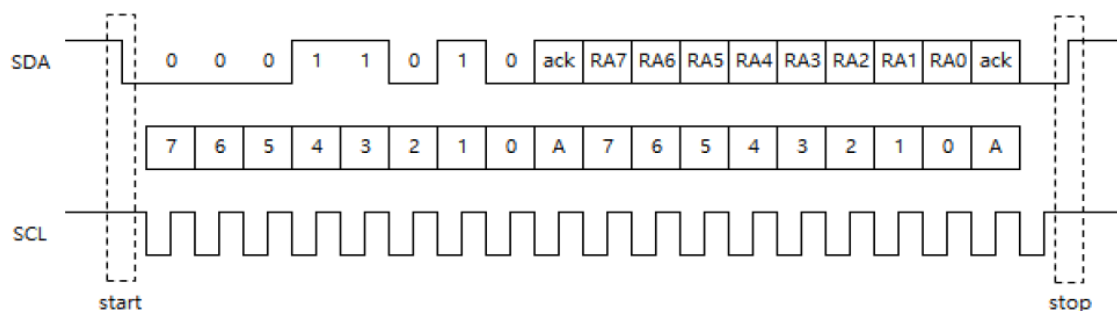 SDA 0 0 0 1 1 0 1 0 ack RA7 RA6 RA5 RA4 RA3 RA2 RA1 RA0 ack
7 6 5 4 3 2 1 0 A 7 6 5 4 3 2 1 0 A
SCL
start stop